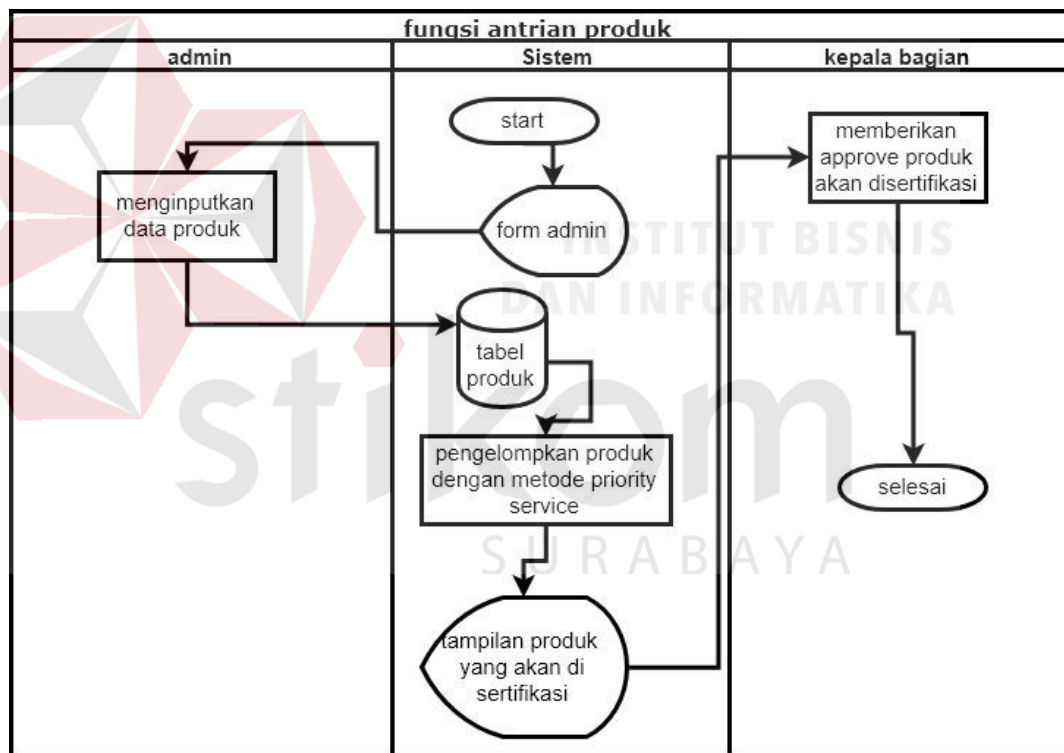 fungsi antrian produk
admin
Sistem
kepala bagian
start
form admin
menginputkan
data produk
tabel
produk
pengelompkan produk
dengan metode priority
service
tampilan produk
yang akan di
sertifikasi
memberikan
approve produk
akan disertifikasi
selesai
INSTITUT BISNIS
DAN INFORMATIKA
stikom
SURABAYA